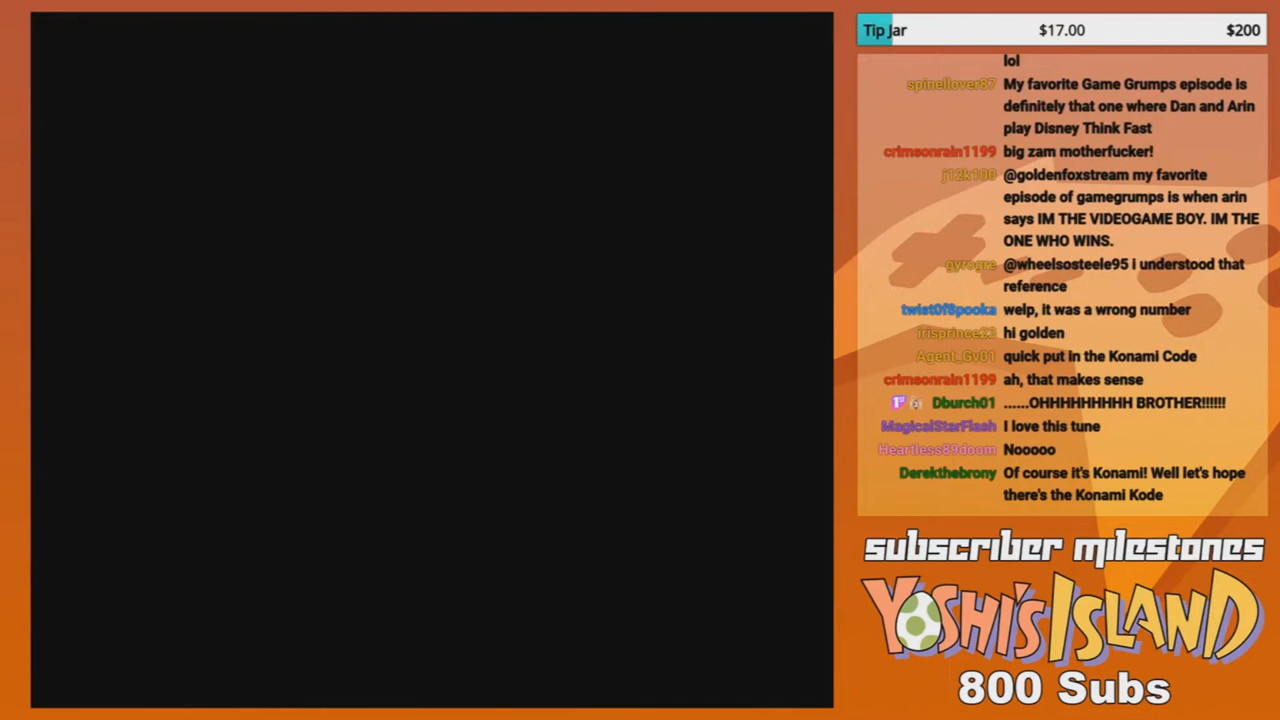 Tip Jar $17.00 $200
lol
spinellover87 My favorite Game Grumps episode is
definitely that one where Dan and Arin
play Disney Think Fast
crimsonrain1199 big zam motherfucker!
j12k100 @goldenfoxstream my favorite
episode of gamegrumps is when arin
says IM THE VIDEOGAME BOY. IM THE
ONE WHO WINS.
gyrogre @wheelsosteele95 i understood that
reference
twist0f8pooka welp, it was a wrong number
irisprince23 hi golden
Agent_Gv01 quick put in the Konami Code
crimsonrain1199 ah, that makes sense
1ST Dburch01 ......OHHHHHHHHH BROTHER!!!!!!
MagicalStarFlash I love this tune
Heartless89doom Nooooo
Derekthebrony Of course it's Konami! Well let's hope
there's the Konami Kode
SUBSCRIBER MILESTONES
YOSHI'S ISLAND
800 Subs